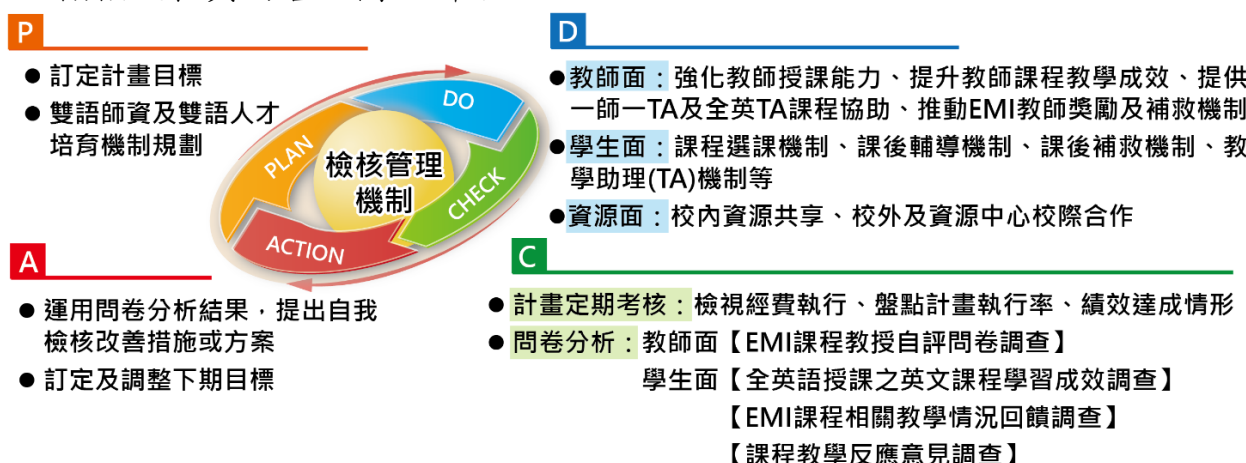 P
● 訂定計畫目標
● 雙語師資及雙語人才
培育機制規劃
PLAN
DO
CHECK
ACTION
檢核管理
機制
D
●教師面：強化教師授課能力、提升教師課程教學成效、提供
一師一TA及全英TA課程協助、推動EMI教師獎勵及補救機制
●學生面：課程選課機制、課後輔導機制、課後補救機制、教
學助理(TA)機制等
●資源面：校內資源共享、校外及資源中心校際合作
A
● 運用問卷分析結果，提出自我
檢核改善措施或方案
● 訂定及調整下期目標
C
● 計畫定期考核：檢視經費執行、盤點計畫執行率、績效達成情形
● 問卷分析：教師面【EMI課程教授自評問卷調查】
學生面【全英語授課之英文課程學習成效調查】
【EMI課程相關教學情況回饋調查】
【課程教學反應意見調查】